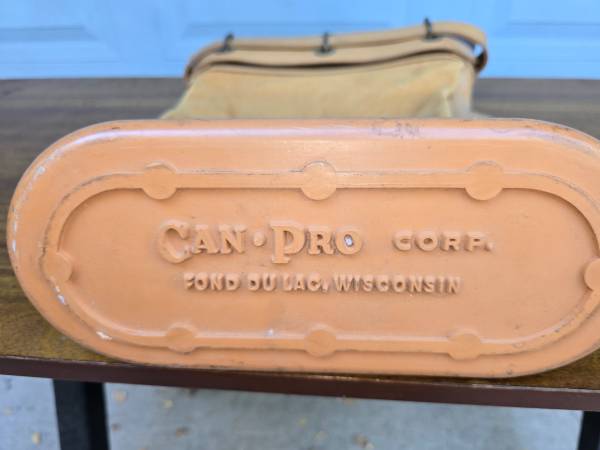 CAN·PRO CORP.
FOND DU LAC, WISCONSIN